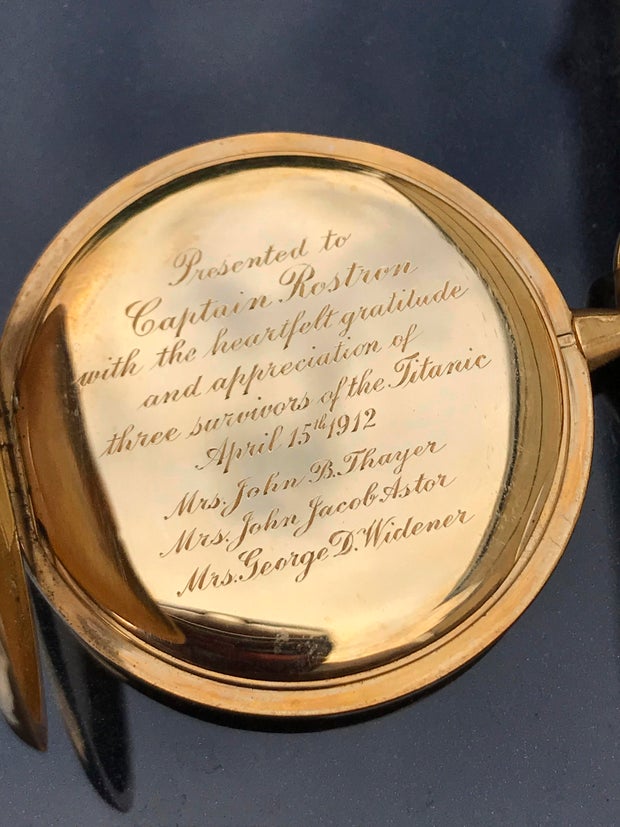 Presented to
Captain Rostron
with the heartfelt gratitude
and appreciation of
three survivors of the Titanic
April 15th 1912
Mrs. John B. Thayer
Mrs. John Jacob Astor
Mrs. George D. Widener